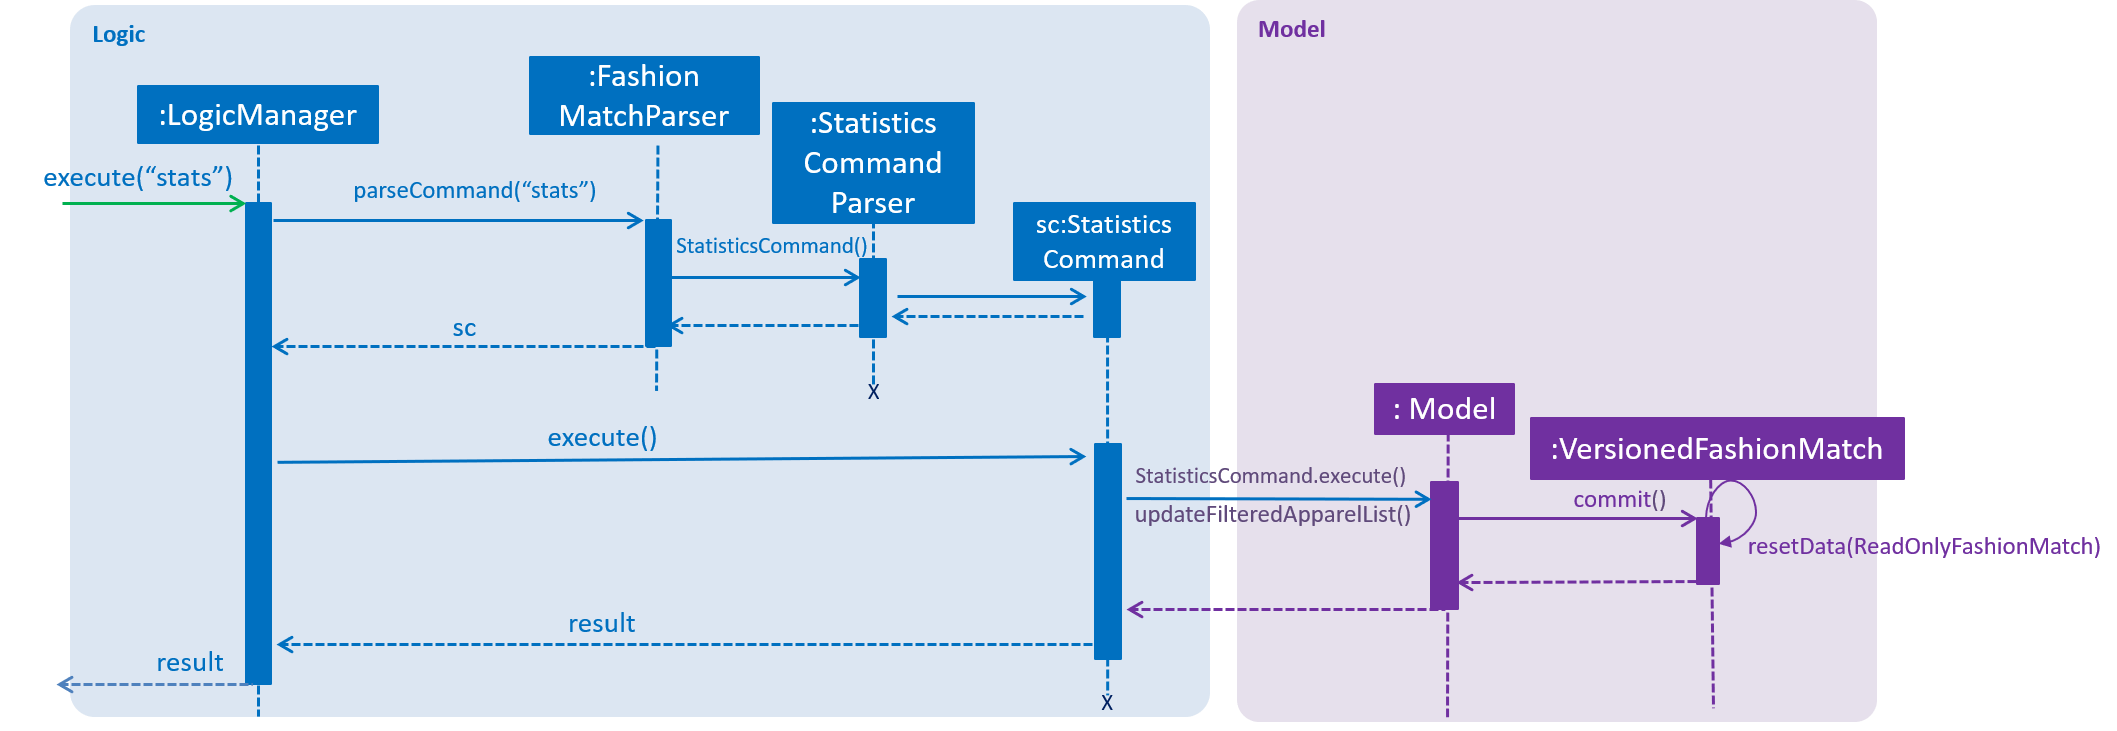 Logic
Model
:LogicManager
:Fashion
MatchParser
:Statistics
Command
Parser
sc:Statistics
Command
execute(“stats”)
parseCommand(“stats”)
StatisticsCommand()
sc
X
execute()
: Model
:VersionedFashionMatch
StatisticsCommand.execute()
updateFilteredApparelList()
commit()
resetData(ReadOnlyFashionMatch)
result
result
X